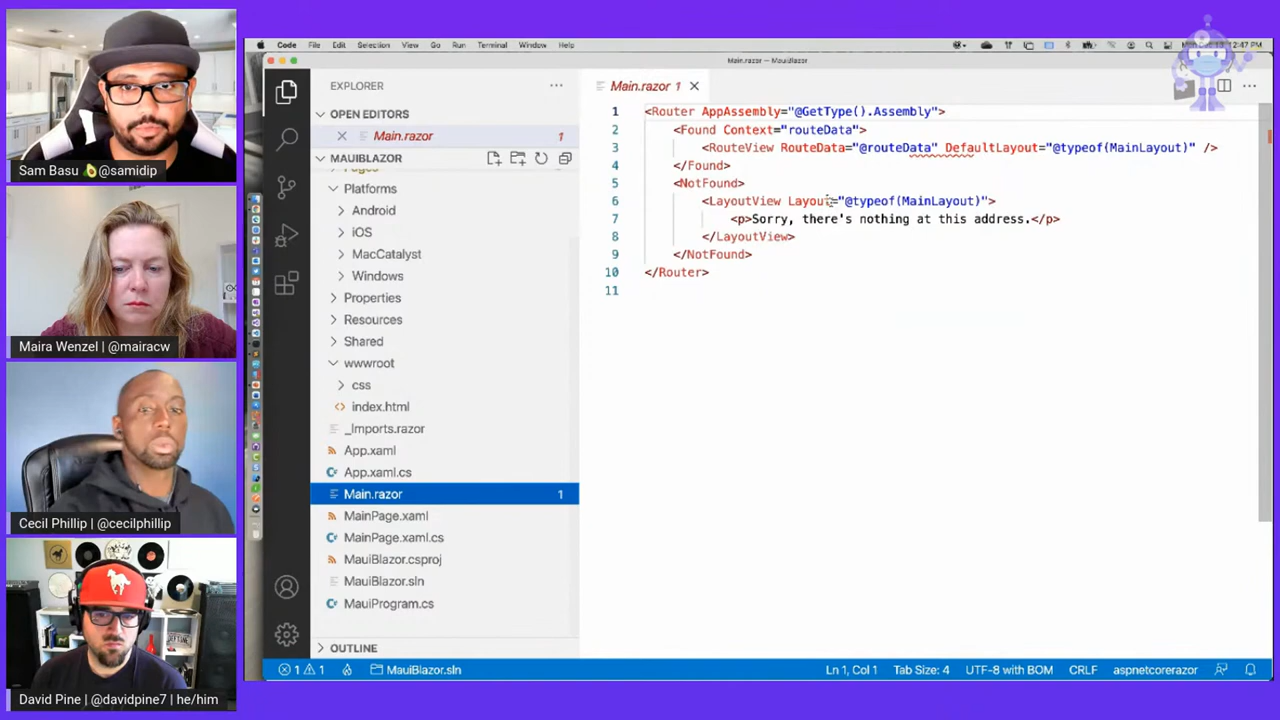 Sam Basu 🥑@samidip
Maira Wenzel | @mairacw
Cecil Phillip | @cecilphillip
David Pine | @davidpine7 | he/him
Code File Edit Selection View Go Run Terminal Window Help
12:47 PM
Main.razor — MauiBlazor
EXPLORER
OPEN EDITORS
Main.razor 1
MAUIBLAZOR
Pages
Platforms
Android
iOS
MacCatalyst
Windows
Properties
Resources
Shared
wwwroot
css
index.html
_Imports.razor
App.xaml
App.xaml.cs
Main.razor 1
MainPage.xaml
MainPage.xaml.cs
MauiBlazor.csproj
MauiBlazor.sln
MauiProgram.cs
OUTLINE
Main.razor 1
1 <Router AppAssembly="@GetType().Assembly">
2 <Found Context="routeData">
3 <RouteView RouteData="@routeData" DefaultLayout="@typeof(MainLayout)" />
4 </Found>
5 <NotFound>
6 <LayoutView Layout="@typeof(MainLayout)">
7 <p>Sorry, there's nothing at this address.</p>
8 </LayoutView>
9 </NotFound>
10 </Router>
11
1 1 MauiBlazor.sln Ln 1, Col 1 Tab Size: 4 UTF-8 with BOM CRLF aspnetcorerazor